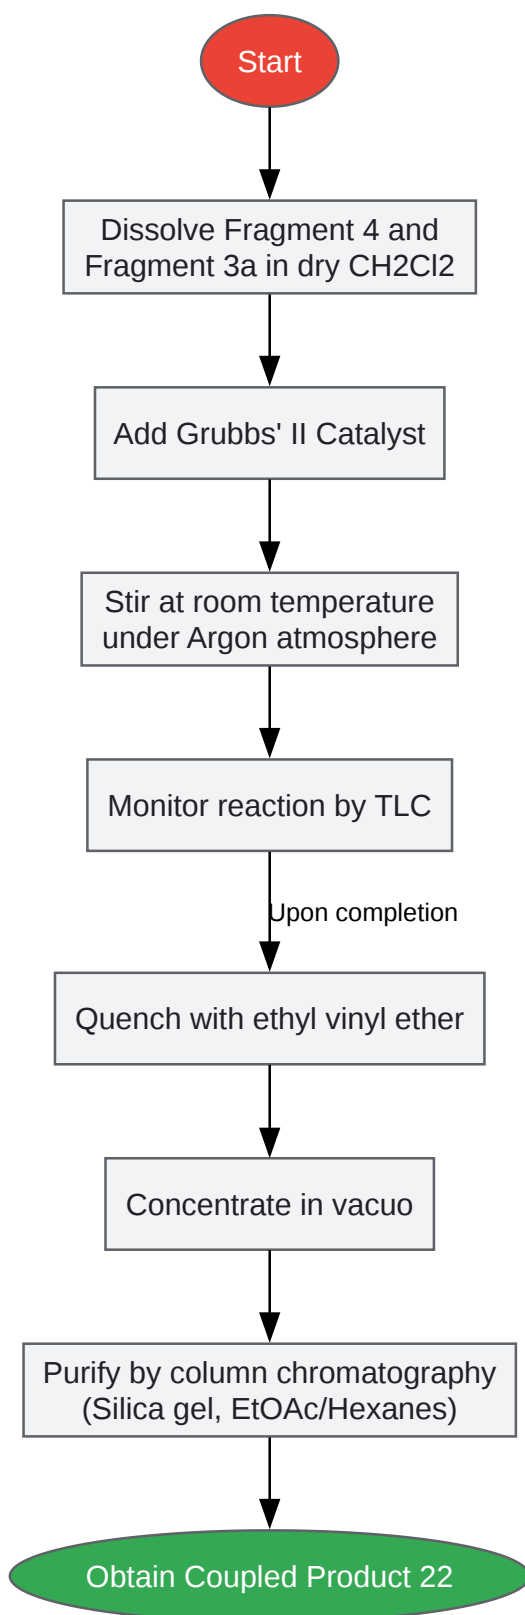 Start
Dissolve Fragment 4 and
Fragment 3a in dry CH2Cl2
Add Grubbs' II Catalyst
Stir at room temperature
under Argon atmosphere
Monitor reaction by TLC
Upon completion
Quench with ethyl vinyl ether
Concentrate in vacuo
Purify by column chromatography
(Silica gel, EtOAc/Hexanes)
Obtain Coupled Product 22